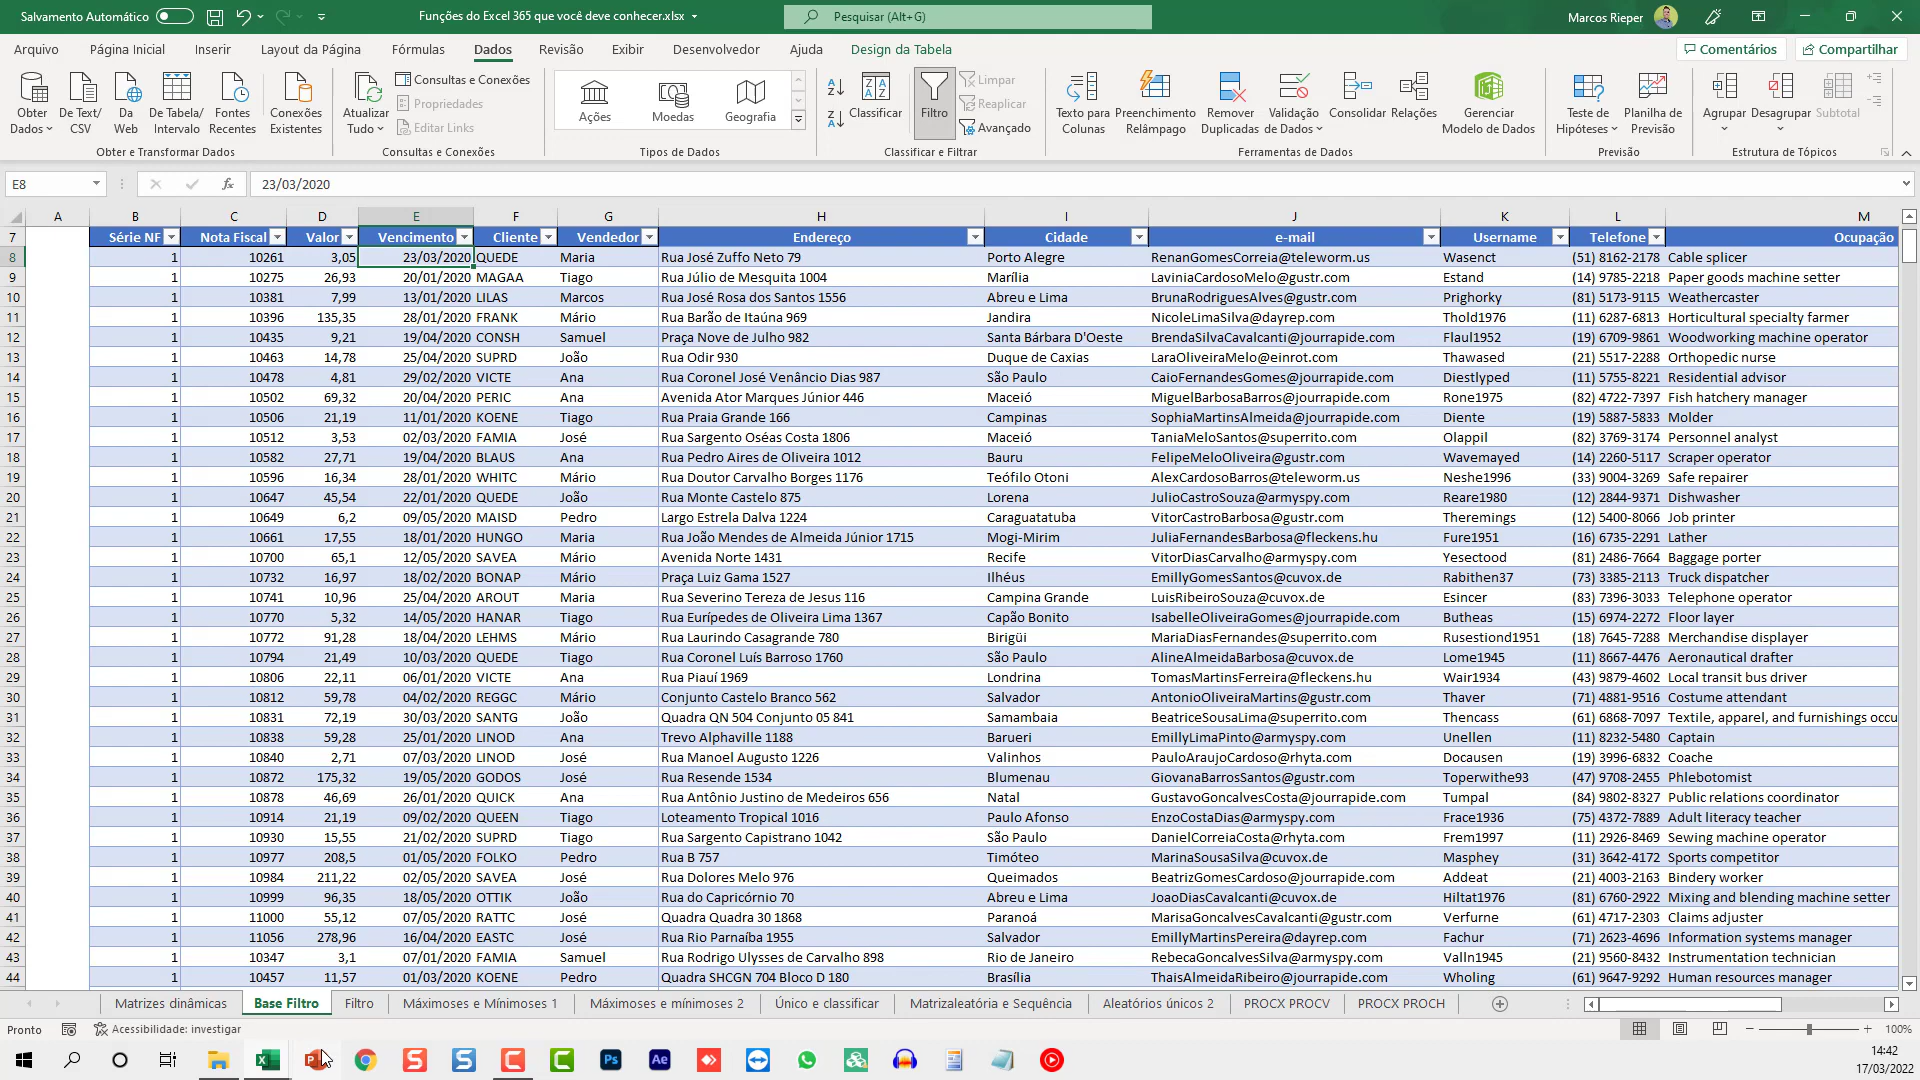 Salvamento Automático
Funções do Excel 365 que você deve conhecer.xlsx
Pesquisar (Alt+G)
Marcos Rieper
Arquivo Página Inicial Inserir Layout da Página Fórmulas Dados Revisão Exibir Desenvolvedor Ajuda Design da Tabela Comentários Compartilhar
Obter Dados
De Text/ CSV
Da Web
De Tabela/ Intervalo
Fontes Recentes
Conexões Existentes
Obter e Transformar Dados
Atualizar Tudo
Consultas e Conexões
Propriedades
Editar Links
Consultas e Conexões
Ações Moedas Geografia
Tipos de Dados
Classificar
Filtro
Limpar
Reaplicar
Avançado
Classificar e Filtrar
Texto para Colunas
Preenchimento Relâmpago
Remover Duplicadas
Validação de Dados
Consolidar
Relações
Gerenciar Modelo de Dados
Ferramentas de Dados
Teste de Hipóteses
Planilha de Previsão
Previsão
Agrupar
Desagrupar
Subtotal
Estrutura de Tópicos
E8 fx 23/03/2020
A B C D E F G H I J K L M
7 Série NF Nota Fiscal Valor Vencimento Cliente Vendedor Endereço Cidade e-mail Username Telefone Ocupação
8 1 10261 3,05 23/03/2020 QUEDE Maria Rua José Zuffo Neto 79 Porto Alegre RenanGomesCorreia@teleworm.us Wasenct (51) 8162-2178 Cable splicer
9 1 10275 26,93 20/01/2020 MAGAA Tiago Rua Júlio de Mesquita 1004 Marília LaviniaCardosoMelo@gustr.com Estand (14) 9785-2218 Paper goods machine setter
10 1 10381 7,99 13/01/2020 LILAS Marcos Rua José Rosa dos Santos 1556 Abreu e Lima BrunaRodriguesAlves@gustr.com Prighorky (81) 5173-9115 Weathercaster
11 1 10396 135,35 28/01/2020 FRANK Mário Rua Barão de Itaúna 969 Jandira NicoleLimaSilva@dayrep.com Thold1976 (11) 6287-6813 Horticultural specialty farmer
12 1 10435 9,21 19/04/2020 CONSH Samuel Praça Nove de Julho 982 Santa Bárbara D'Oeste BrendaSilvaCavalcanti@jourrapide.com Flaul1952 (19) 6709-9861 Woodworking machine operator
13 1 10463 14,78 25/04/2020 SUPRD João Rua Odir 930 Duque de Caxias LaraOliveiraMelo@einrot.com Thawased (21) 5517-2288 Orthopedic nurse
14 1 10478 4,81 29/02/2020 VICTE Ana Rua Coronel José Venâncio Dias 987 São Paulo CaioFernandesGomes@jourrapide.com Diestlyped (11) 5755-8221 Residential advisor
15 1 10502 69,32 20/04/2020 PERIC Ana Avenida Ator Marques Júnior 446 Maceió MiguelBarbosaBarros@jourrapide.com Rone1975 (82) 4722-7397 Fish hatchery manager
16 1 10506 21,19 11/01/2020 KOENE Tiago Rua Praia Grande 166 Campinas SophiaMartinsAlmeida@jourrapide.com Diente (19) 5887-5833 Molder
17 1 10512 3,53 02/03/2020 FAMIA José Rua Sargento Oséas Costa 1806 Maceió TaniaMeloSantos@superrito.com Olappil (82) 3769-3174 Personnel analyst
18 1 10582 27,71 19/04/2020 BLAUS Ana Rua Pedro Aires de Oliveira 1012 Bauru FelipeMeloOliveira@gustr.com Wavemayed (14) 2260-5117 Scraper operator
19 1 10596 16,34 28/01/2020 WHITC Mário Rua Doutor Carvalho Borges 1176 Teófilo Otoni AlexCardosoBarros@teleworm.us Neshe1996 (33) 9004-3269 Safe repairer
20 1 10647 45,54 22/01/2020 QUEDE João Rua Monte Castelo 875 Lorena JulioCastroSouza@armyspy.com Reare1980 (12) 2844-9371 Dishwasher
21 1 10649 6,2 09/05/2020 MAISD Pedro Largo Estrela Dalva 1224 Caraguatatuba VitorCastroBarbosa@gustr.com Theremings (12) 5400-8066 Job printer
22 1 10661 17,55 18/01/2020 HUNGO Maria Rua João Mendes de Almeida Júnior 1715 Mogi-Mirim JuliaFernandesBarbosa@fleckens.hu Fure1951 (16) 6735-2291 Lather
23 1 10700 65,1 12/05/2020 SAVEA Mário Avenida Norte 1431 Recife VitorDiasCarvalho@armyspy.com Yesectood (81) 2486-7664 Baggage porter
24 1 10732 16,97 18/02/2020 BONAP Mário Praça Luiz Gama 1527 Ilhéus EmillyGomesSantos@cuvox.de Rabithen37 (73) 3385-2113 Truck dispatcher
25 1 10741 10,96 25/04/2020 AROUT Maria Rua Severino Tereza de Jesus 116 Campina Grande LuisRibeiroSouza@cuvox.de Esincer (83) 7396-3033 Telephone operator
26 1 10770 5,32 14/05/2020 HANAR Tiago Rua Eurípedes de Oliveira Lima 1367 Capão Bonito IsabelleOliveiraGomes@jourrapide.com Butheas (15) 6974-2272 Floor layer
27 1 10772 91,28 18/04/2020 LEHMS Mário Rua Laurindo Casagrande 780 Birigüi MariaDiasFernandes@superrito.com Rusestiond1951 (18) 7645-7288 Merchandise displayer
28 1 10794 21,49 10/03/2020 QUEDE Tiago Rua Coronel Luís Barroso 1760 São Paulo AlineAlmeidaBarbosa@cuvox.de Lome1945 (11) 8667-4476 Aeronautical drafter
29 1 10806 22,11 06/01/2020 VICTE Ana Rua Piauí 1969 Londrina TomasMartinsFerreira@fleckens.hu Wair1934 (43) 9879-4602 Local transit bus driver
30 1 10812 59,78 04/02/2020 REGGC Mário Conjunto Castelo Branco 562 Salvador AntonioOliveiraMartins@gustr.com Thaver (71) 4881-9516 Costume attendant
31 1 10831 72,19 30/03/2020 SANTG João Quadra QN 504 Conjunto 05 841 Samambaia BeatriceSousaLima@superrito.com Thencass (61) 6868-7097 Textile, apparel, and furnishings occu
32 1 10838 59,28 25/01/2020 LINOD Ana Trevo Alphaville 1188 Barueri EmillyLimaPinto@armyspy.com Unellen (11) 8232-5480 Captain
33 1 10840 2,71 07/03/2020 LINOD José Rua Manoel Augusto 1226 Valinhos PauloAraujoCardoso@rhyta.com Docausen (19) 3996-6832 Coache
34 1 10872 175,32 19/05/2020 GODOS José Rua Resende 1534 Blumenau GiovanaBarrosSantos@gustr.com Toperwithe93 (47) 9708-2455 Phlebotomist
35 1 10878 46,69 26/01/2020 QUICK Ana Rua Antônio Justino de Medeiros 656 Natal GustavoGoncalvesCosta@jourrapide.com Tumpal (84) 9802-8327 Public relations coordinator
36 1 10914 21,19 09/02/2020 QUEEN Tiago Loteamento Tropical 1016 Paulo Afonso EnzoCostaDias@armyspy.com Frace1936 (75) 4372-7889 Adult literacy teacher
37 1 10930 15,55 21/02/2020 SUPRD Tiago Rua Sargento Capistrano 1042 São Paulo DanielCorreiaCosta@rhyta.com Frem1997 (11) 2926-8469 Sewing machine operator
38 1 10977 208,5 01/05/2020 FOLKO Pedro Rua B 757 Timóteo MarinaSousaSilva@cuvox.de Masphey (31) 3642-4172 Sports competitor
39 1 10984 211,22 02/05/2020 SAVEA José Rua Dolores Melo 976 Queimados BeatrizGomesCardoso@jourrapide.com Addeat (21) 4003-2163 Bindery worker
40 1 10999 96,35 18/05/2020 OTTIK João Rua do Capricórnio 70 Abreu e Lima JoaoDiasCavalcanti@cuvox.de Hiltat1976 (81) 6760-2922 Mixing and blending machine setter
41 1 11000 55,12 07/05/2020 RATTC José Quadra Quadra 30 1868 Paranoá MarisaGoncalvesCavalcanti@gustr.com Verfurne (61) 4717-2303 Claims adjuster
42 1 11056 278,96 16/04/2020 EASTC José Rua Rio Parnaíba 1955 Salvador EmillyMartinsPereira@dayrep.com Fachur (71) 2623-4696 Information systems manager
43 1 10347 3,1 07/01/2020 FAMIA Samuel Rua Rodrigo Ulysses de Carvalho 898 Rio de Janeiro RebecaGoncalvesSilva@armyspy.com Valln1945 (21) 9560-8432 Instrumentation technician
44 1 10457 11,57 01/03/2020 KOENE Pedro Quadra SHCGN 704 Bloco D 180 Brasília ThaisAlmeidaRibeiro@jourrapide.com Wholing (61) 9647-9292 Human resources manager
Matrizes dinâmicas Base Filtro Filtro Máximoses e Mínimoses 1 Máximoses e mínimoses 2 Único e classificar Matrizaleatória e Sequência Aleatórios únicos 2 PROCX PROCV PROCX PROCH
Pronto Acessibilidade: investigar 100%
14:42
17/03/2022